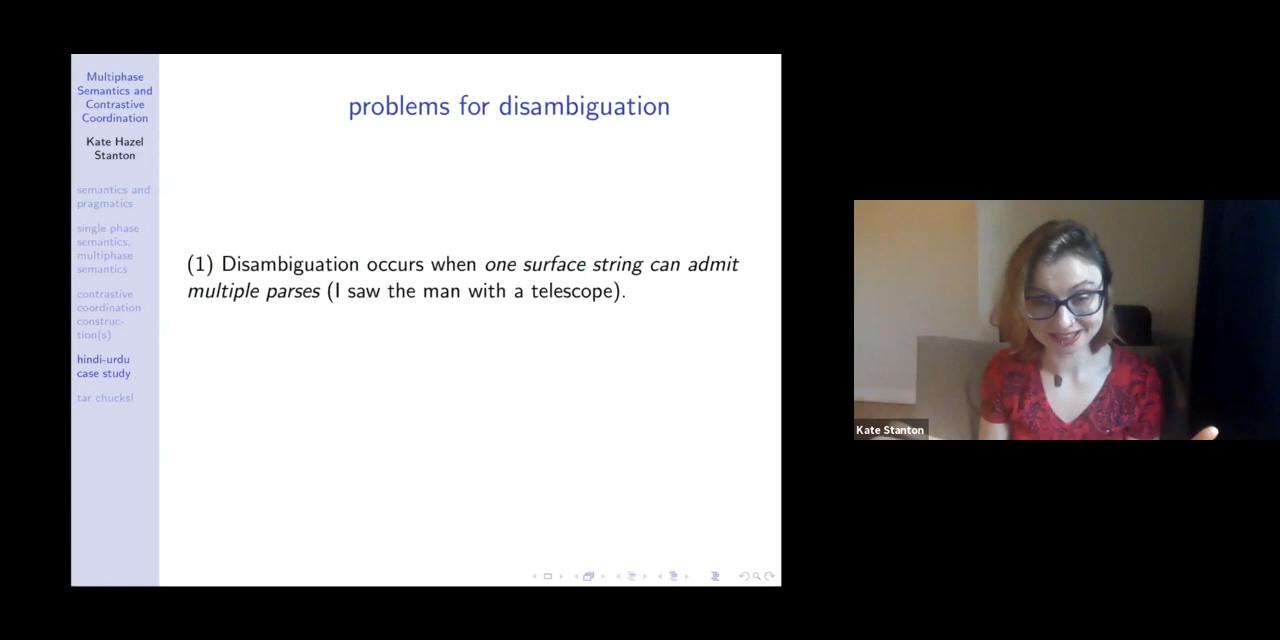 Multiphase
Semantics and
Contrastive
Coordination
Kate Hazel
Stanton
semantics and
pragmatics
single phase
semantics,
multiphase
semantics
contrastive
coordination
construc-
tion(s)
hindi-urdu
case study
tar chucks!
problems for disambiguation
(1) Disambiguation occurs when one surface string can admit
multiple parses (I saw the man with a telescope).
Kate Stanton